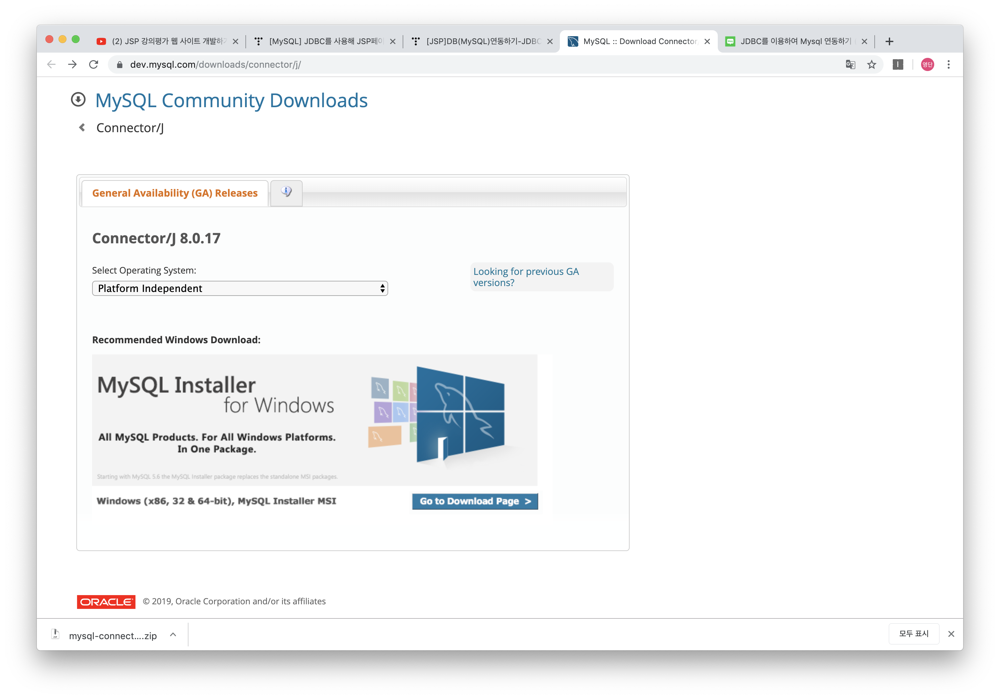 (2) JSP 강의평가 웹 사이트 개발하기
[MySQL] JDBC를 사용해 JSP페이
[JSP]DB(MySQL)연동하기-JDBC
MySQL :: Download Connector/
JDBC를 이용하여 Mysql 연동하기 (
dev.mysql.com/downloads/connector/j/
영단
MySQL Community Downloads
Connector/J
General Availability (GA) Releases
Connector/J 8.0.17
Select Operating System:
Platform Independent
Looking for previous GA
versions?
Recommended Windows Download:
MySQL Installer
for Windows
All MySQL Products. For All Windows Platforms.
In One Package.
Starting with MySQL 5.6 the MySQL Installer package replaces the standalone MSI packages.
Windows (x86, 32 & 64-bit), MySQL Installer MSI
Go to Download Page >
ORACLE
© 2019, Oracle Corporation and/or its affiliates
ZIP
mysql-connect....zip
모두 표시